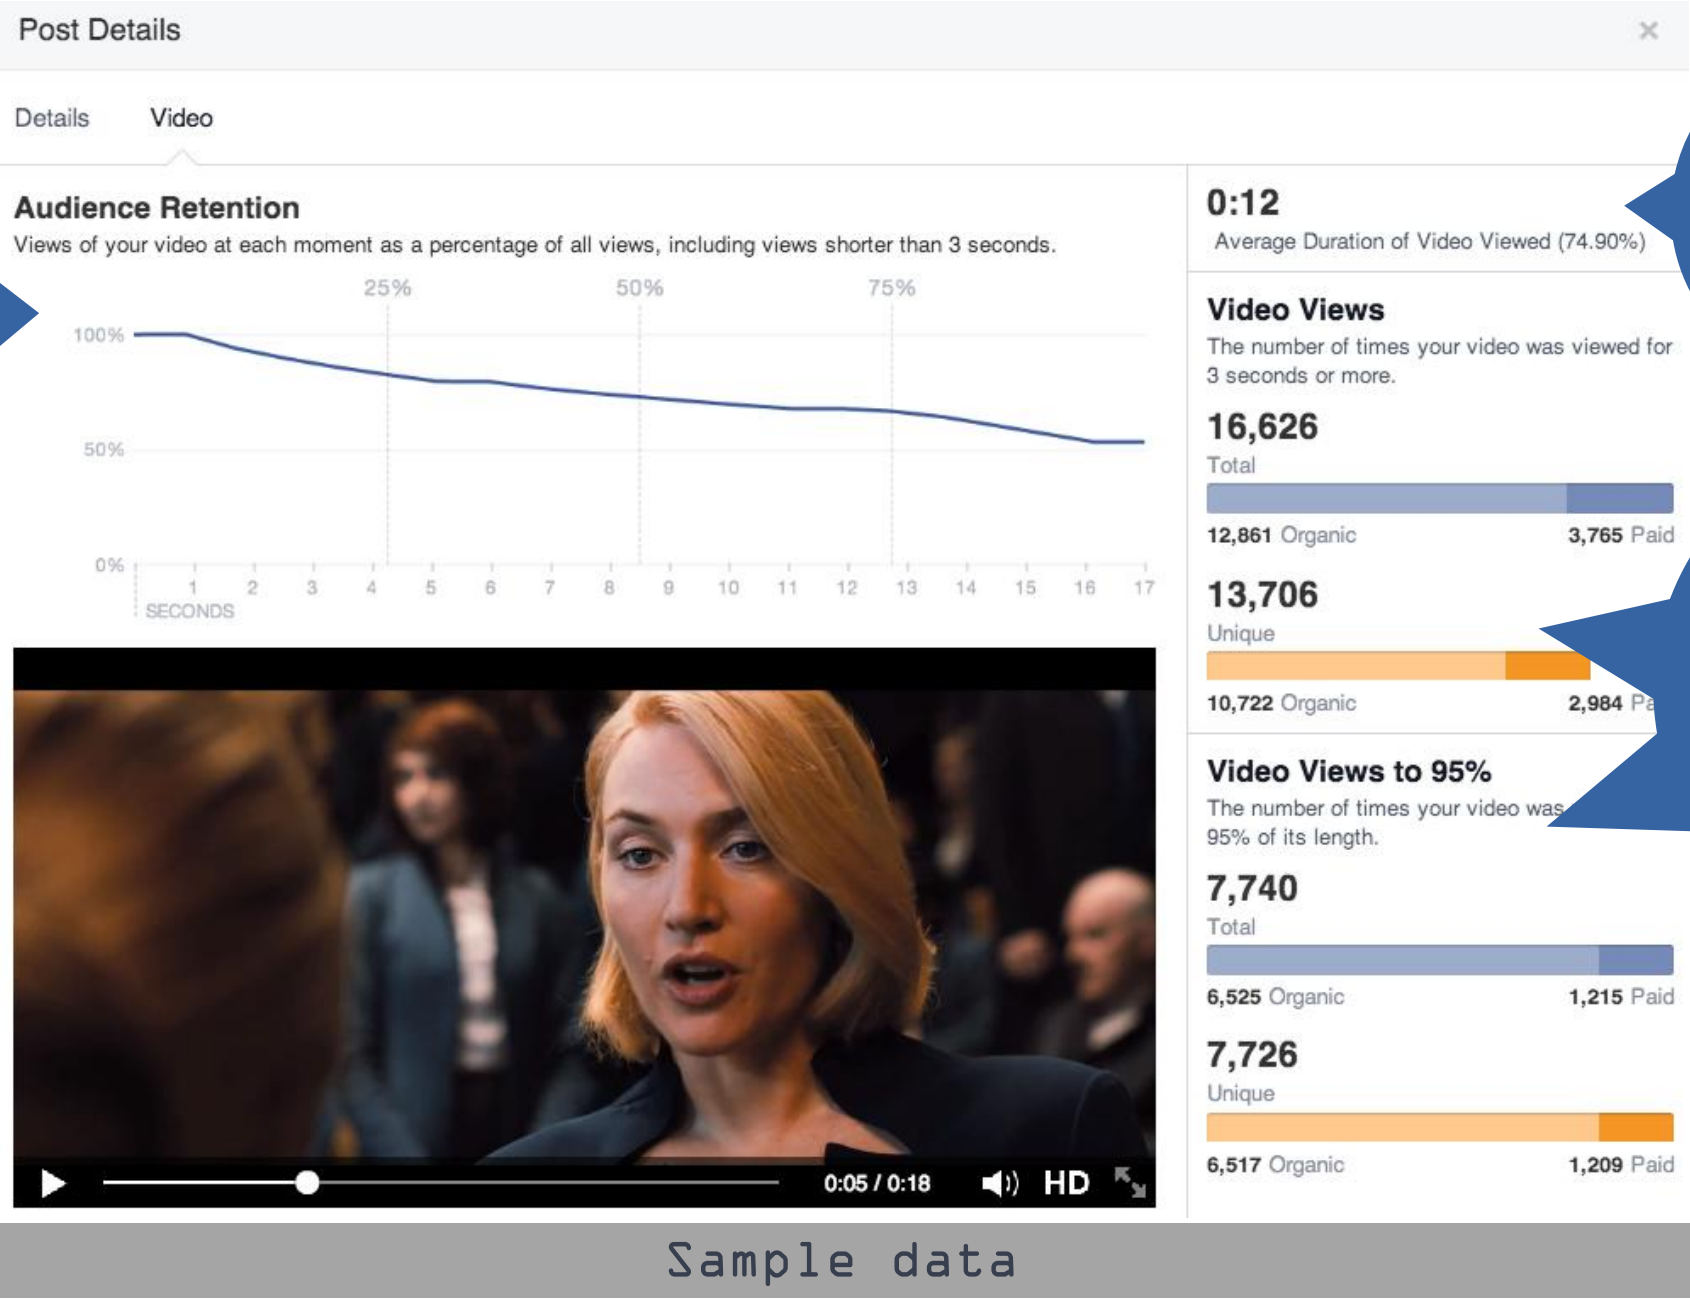 Post Details
×
Details Video
Audience Retention
Views of your video at each moment as a percentage of all views, including views shorter than 3 seconds.
25% 50% 75%
100%
50%
0%
1 2 3 4 5 6 7 8 9 10 11 12 13 14 15 16 17
SECONDS
0:05 / 0:18 HD
0:12
Average Duration of Video Viewed (74.90%)
Video Views
The number of times your video was viewed for
3 seconds or more.
16,626
Total
12,861 Organic 3,765 Paid
13,706
Unique
10,722 Organic 2,984
Video Views to 95%
The number of times your video was
95% of its length.
7,740
Total
6,525 Organic 1,215 Paid
7,726
Unique
6,517 Organic 1,209 Paid
Sample data